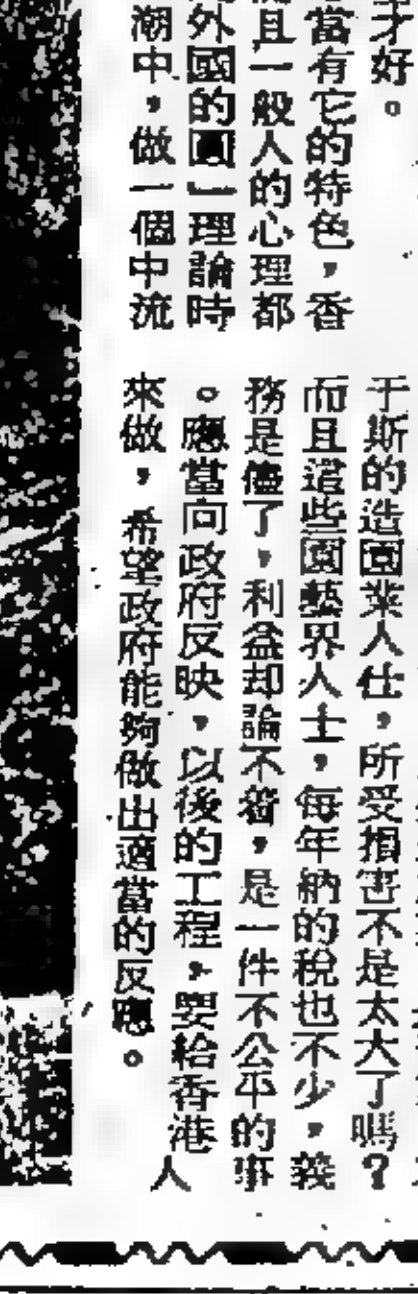 才好。
當有它的特色，香
且一般人的心理都
外國的圓」理論時
潮中，做一個中流
于斯的造園業人仕，所受損害不是太大了嗎？
而且這些園藝界人士，每年納的稅也不少，義
務是儘了，利益却論不着，是一件不公平的事
。應當向政府反映，以後的工程，要給香港人
來做，希望政府能夠做出適當的反應。